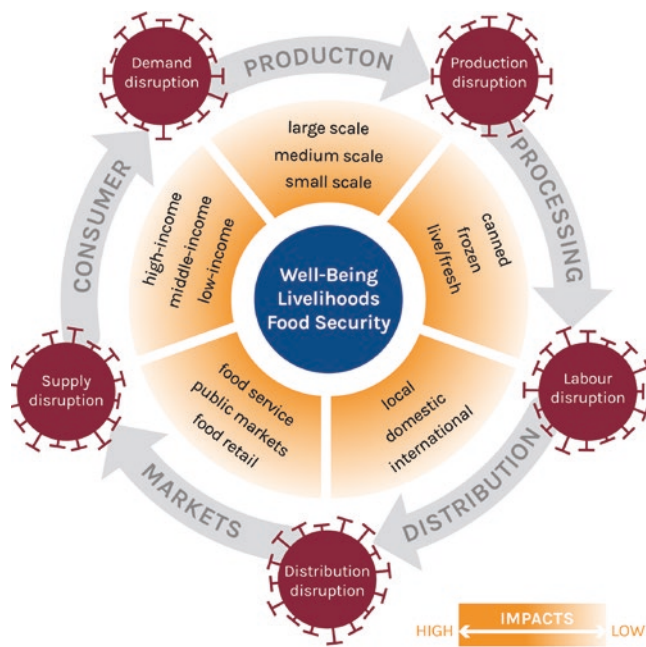 Demand
disruption
PRODUCTON
Production
disruption
PROCESSING
Labour
disruption
DISTRIBUTION
Distribution
disruption
MARKETS
Supply
disruption
CONSUMER
large scale
medium scale
small scale
canned
frozen
live/fresh
local
domestic
international
food service
public markets
food retail
high-income
middle-income
low-income
Well-Being
Livelihoods
Food Security
IMPACTS
HIGH LOW